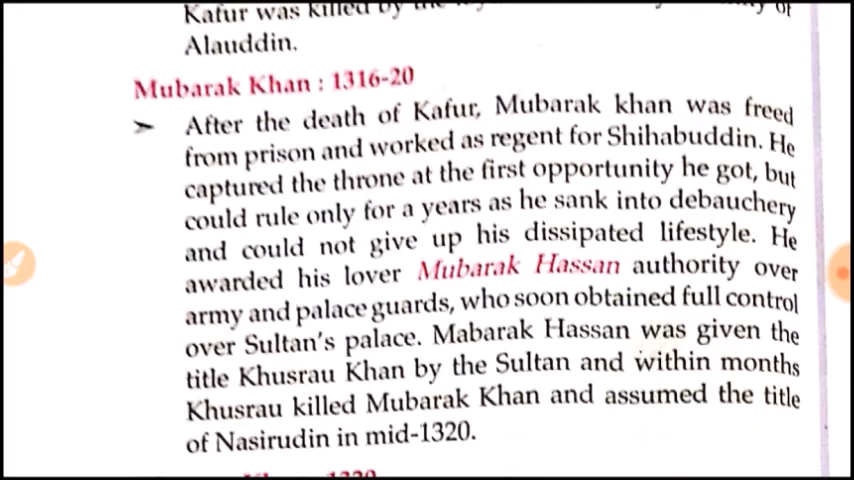 Kafur was killed by the
of
Alauddin.
Mubarak Khan : 1316-20
➢ After the death of Kafur, Mubarak khan was freed
from prison and worked as regent for Shihabuddin. He
captured the throne at the first opportunity he got, but
could rule only for a years as he sank into debauchery
and could not give up his dissipated lifestyle. He
awarded his lover Mubarak Hassan authority over
army and palace guards, who soon obtained full control
over Sultan's palace. Mabarak Hassan was given the
title Khusrau Khan by the Sultan and within months
Khusrau killed Mubarak Khan and assumed the title
of Nasirudin in mid-1320.